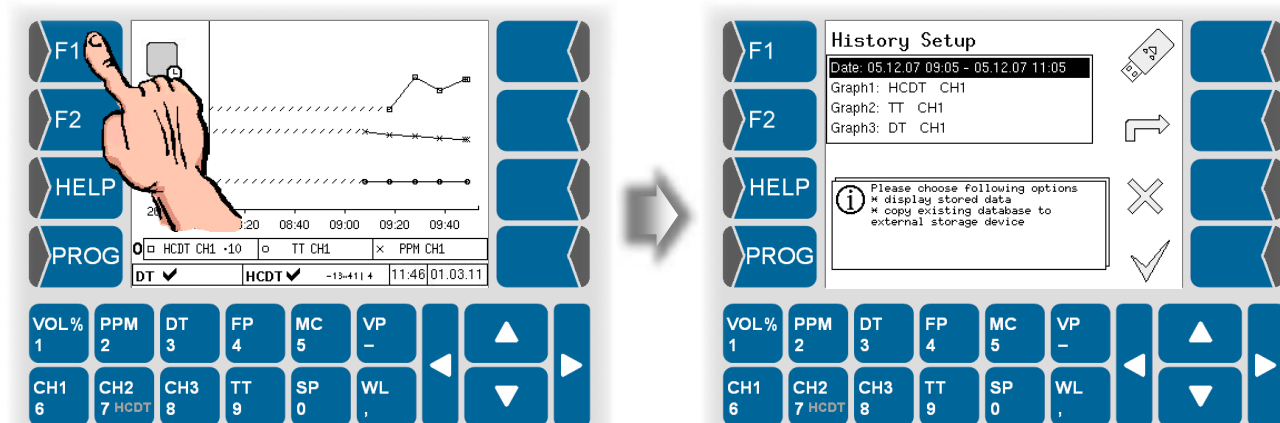 F1
F2
HELP
PROG
:20 08:40 09:00 09:20 09:40
HCDT CH1 ·10 TT CH1 PPM CH1
DT HCDT 11:46 01.03.11
VOL% PPM DT FP MC VP
1 2 3 4 5 –
CH1 CH2 CH3 TT SP WL
6 7 HCDT 8 9 0 ,
F1
F2
HELP
PROG
History Setup
Date: 05.12.07 09:05 - 05.12.07 11:05
Graph1: HCDT CH1
Graph2: TT CH1
Graph3: DT CH1
Please choose following options
* display stored data
* copy existing database to
external storage device
VOL% PPM DT FP MC VP
1 2 3 4 5 –
CH1 CH2 CH3 TT SP WL
6 7 HCDT 8 9 0 ,